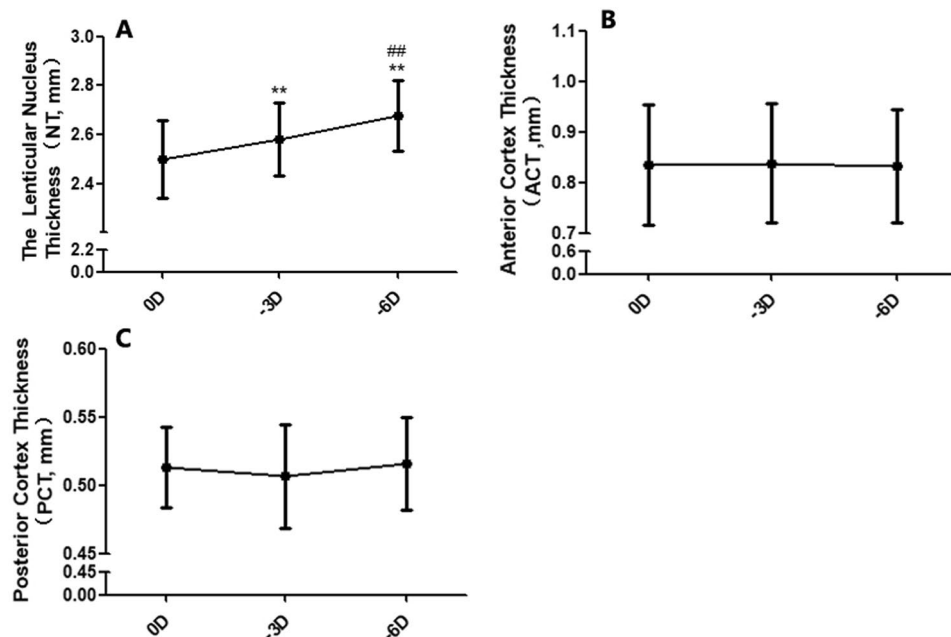 A
The Lenticular Nucleus
Thickness (NT, mm)
3.0
2.8
2.6
2.4
2.2
0.0
**
##
**
0D
-3D
-6D
B
Anterior Cortex Thickness
(ACT,mm)
1.1
1.0
0.9
0.8
0.7
0.6
0.0
0D
-3D
-6D
C
Posterior Cortex Thickness
(PCT, mm)
0.60
0.55
0.50
0.45
0.45
0.00
0D
-3D
-6D